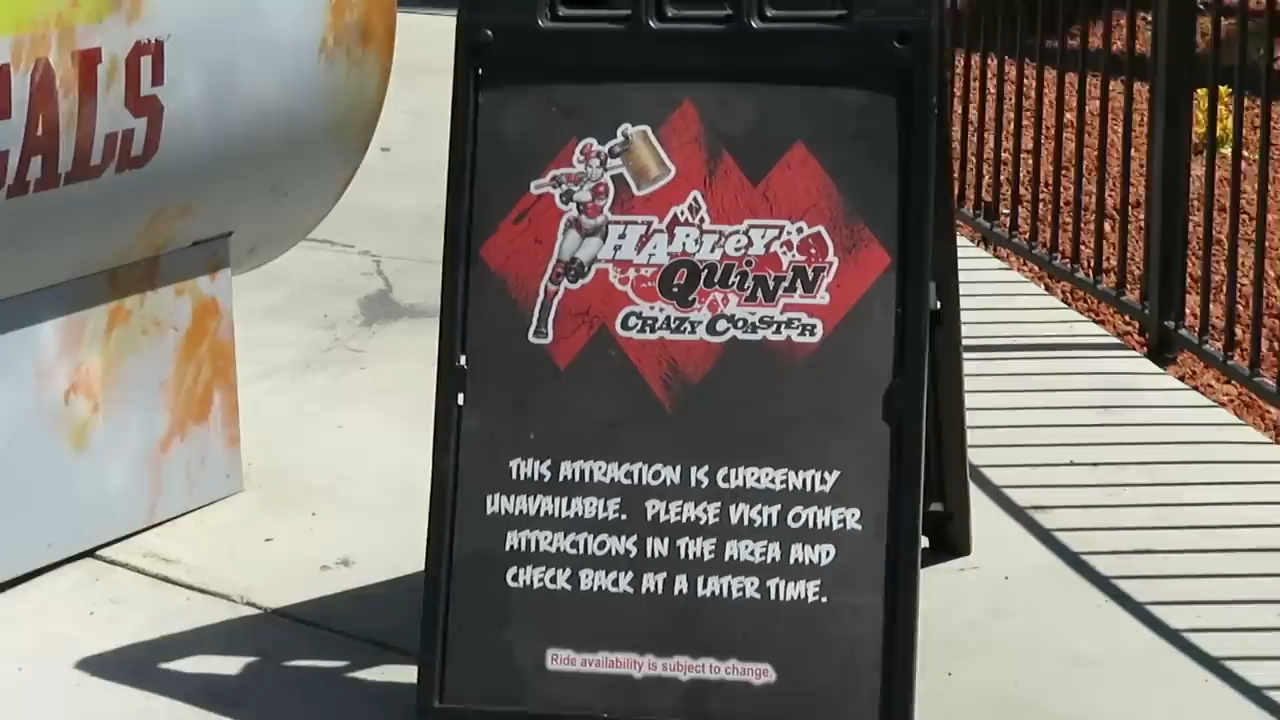 CALS
HARLEY
QUINN
CRAZY COASTER
THIS ATTRACTION IS CURRENTLY
UNAVAILABLE. PLEASE VISIT OTHER
ATTRACTIONS IN THE AREA AND
CHECK BACK AT A LATER TIME.
Ride availability is subject to change.